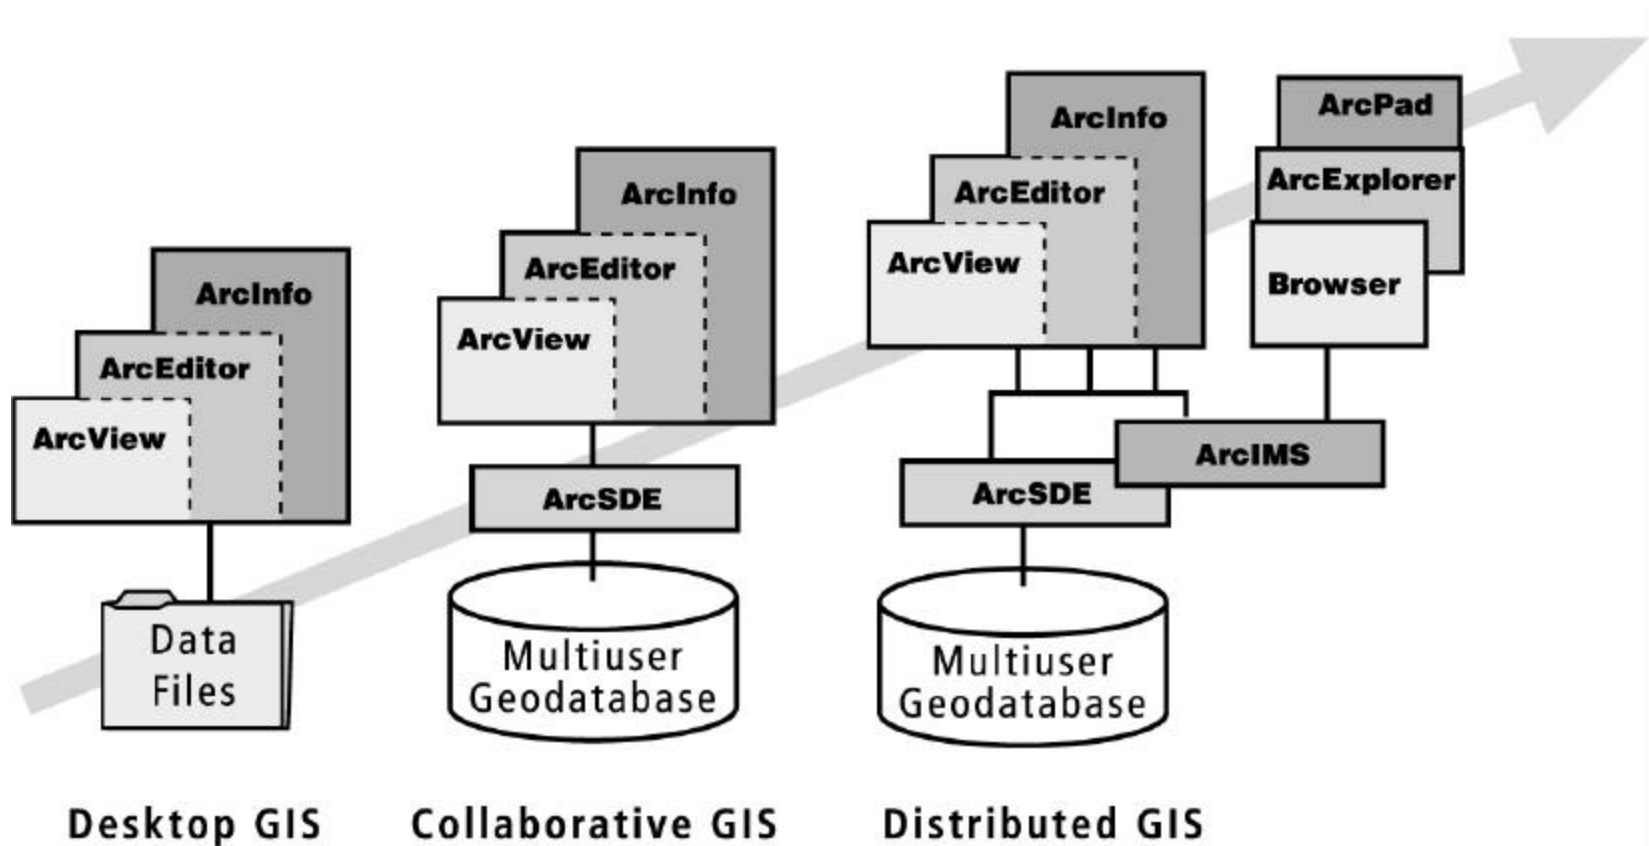 ArcInfo
ArcEditor
ArcView
Data
Files
Desktop GIS
ArcInfo
ArcEditor
ArcView
ArcSDE
Multiuser
Geodatabase
Collaborative GIS
ArcInfo
ArcEditor
ArcView
ArcPad
ArcExplorer
Browser
ArcIMS
ArcSDE
Multiuser
Geodatabase
Distributed GIS